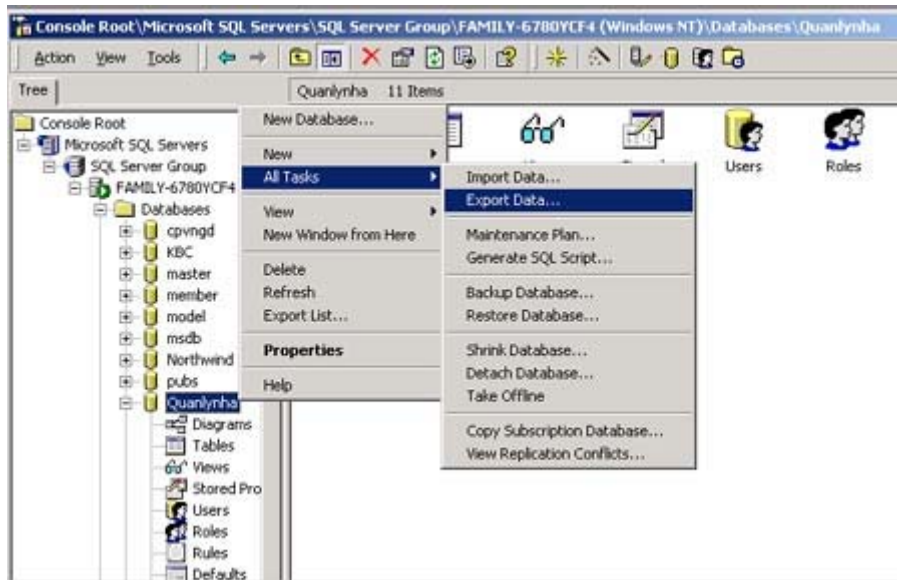 Console Root\Microsoft SQL Servers\SQL Server Group\FAMILY-6780YCF4 (Windows NT)\Databases\Quanlynha
Action View Tools
Tree
Quanlynha 11 Items
Console Root
Microsoft SQL Servers
SQL Server Group
FAMILY-6780YCF4
Databases
cpvngd
KBC
master
member
model
msdb
Northwind
pubs
Quanlynha
Diagrams
Tables
Views
Stored Pro
Users
Roles
Rules
Defaults
New Database...
New
All Tasks
View
New Window from Here
Delete
Refresh
Export List...
Properties
Help
Import Data...
Export Data...
Maintenance Plan...
Generate SQL Script...
Backup Database...
Restore Database...
Shrink Database...
Detach Database...
Take Offline
Copy Subscription Database...
View Replication Conflicts...
Users
Roles